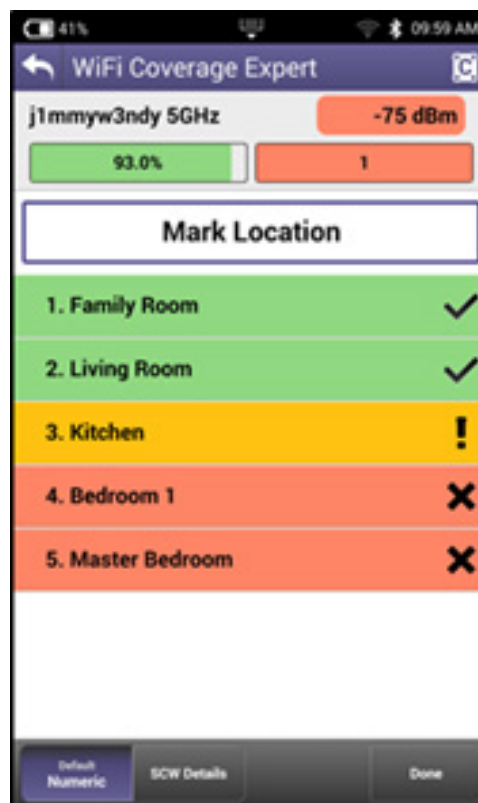 41% 09:59 AM
WiFi Coverage Expert
j1mmyw3ndy 5GHz -75 dBm
93.0% 1
Mark Location
1. Family Room
2. Living Room
3. Kitchen
4. Bedroom 1
5. Master Bedroom
Default
Numeric SCW Details Done